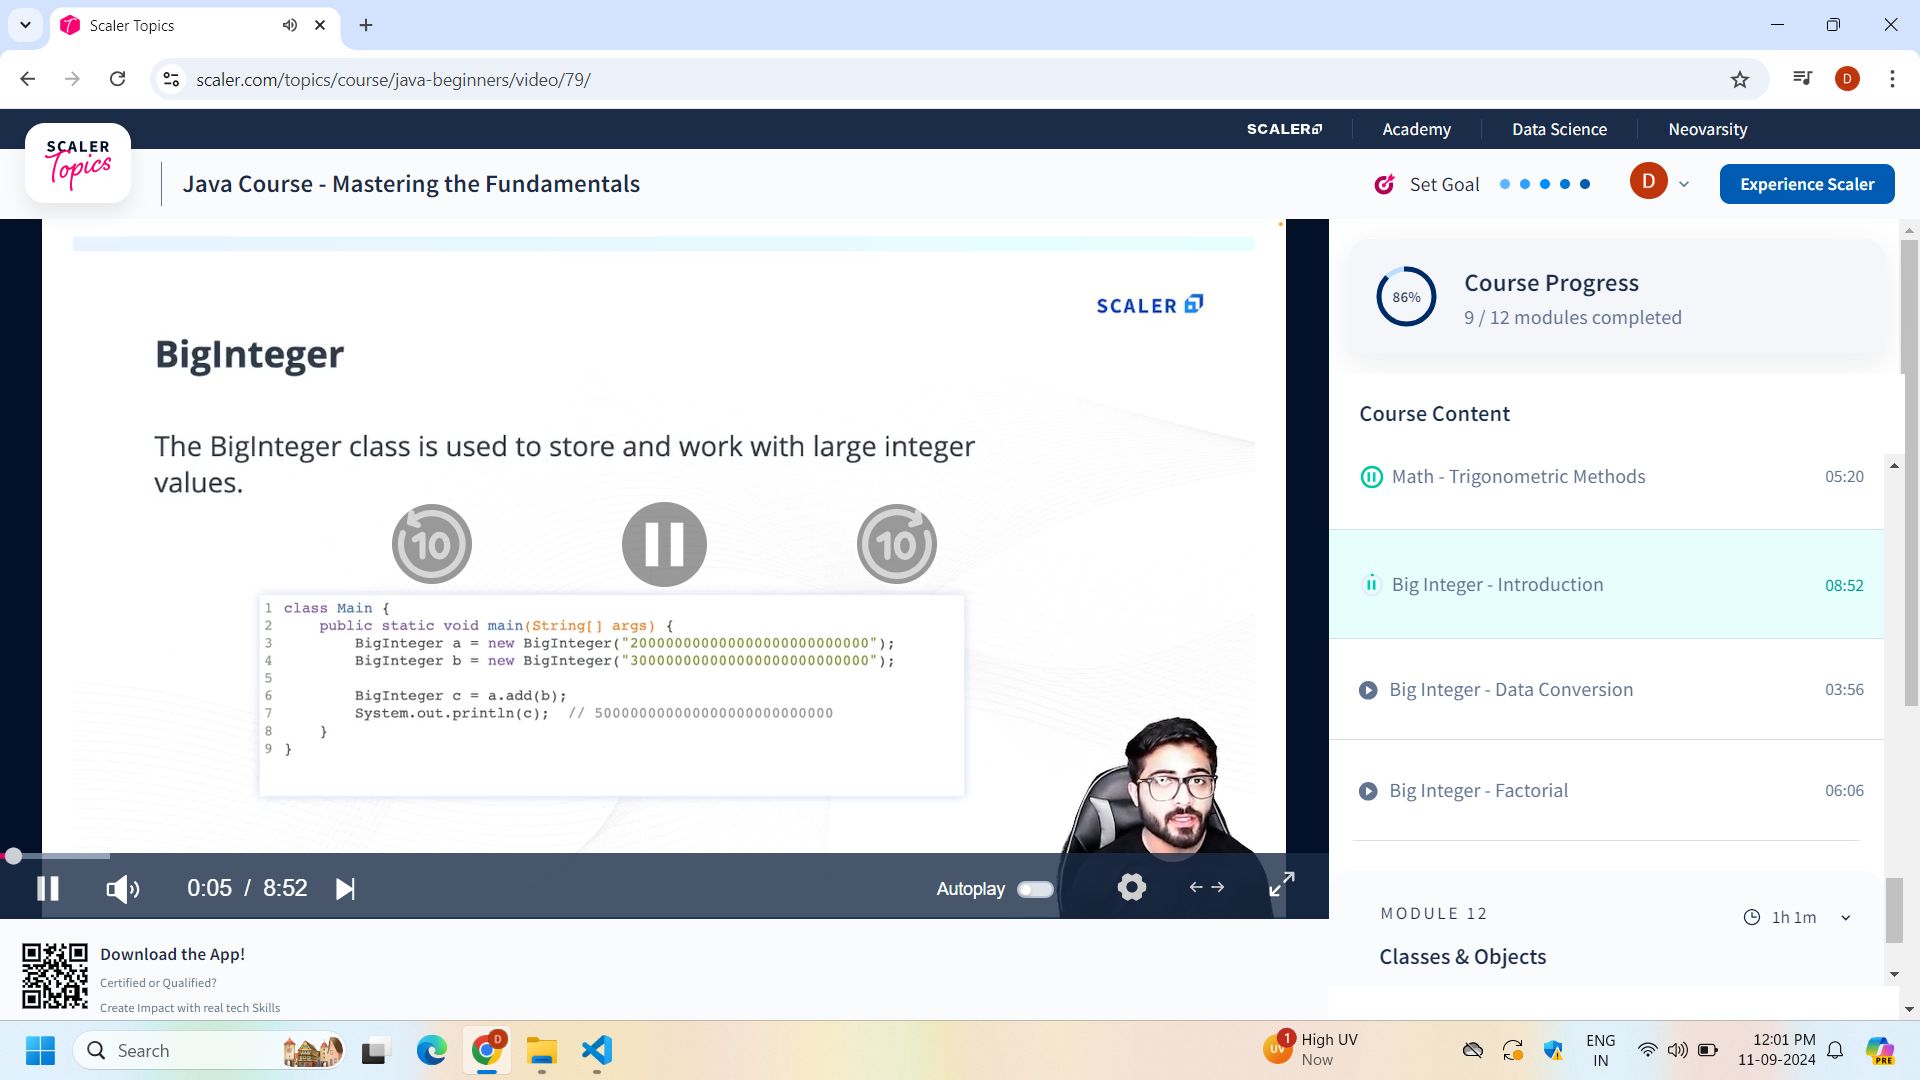 Scaler Topics
scaler.com/topics/course/java-beginners/video/79/
D
SCALER
Academy
Data Science
Neovarsity
SCALER
Topics
Java Course - Mastering the Fundamentals
Set Goal
D
Experience Scaler
SCALER
BigInteger
The BigInteger class is used to store and work with large integer
values.
10
10
1 class Main {
2 public static void main(String[] args) {
3 BigInteger a = new BigInteger("2000000000000000000000000000");
4 BigInteger b = new BigInteger("3000000000000000000000000000");
5
6 BigInteger c = a.add(b);
7 System.out.println(c); // 5000000000000000000000000000
8 }
9 }
0:05 / 8:52
Autoplay
86%
Course Progress
9 / 12 modules completed
Course Content
Math - Trigonometric Methods 05:20
Big Integer - Introduction 08:52
Big Integer - Data Conversion 03:56
Big Integer - Factorial 06:06
MODULE 12
1h 1m
Classes & Objects
Download the App!
Certified or Qualified?
Create Impact with real tech Skills
Search
D
UV
1
High UV
Now
ENG
IN
12:01 PM
11-09-2024
PRE